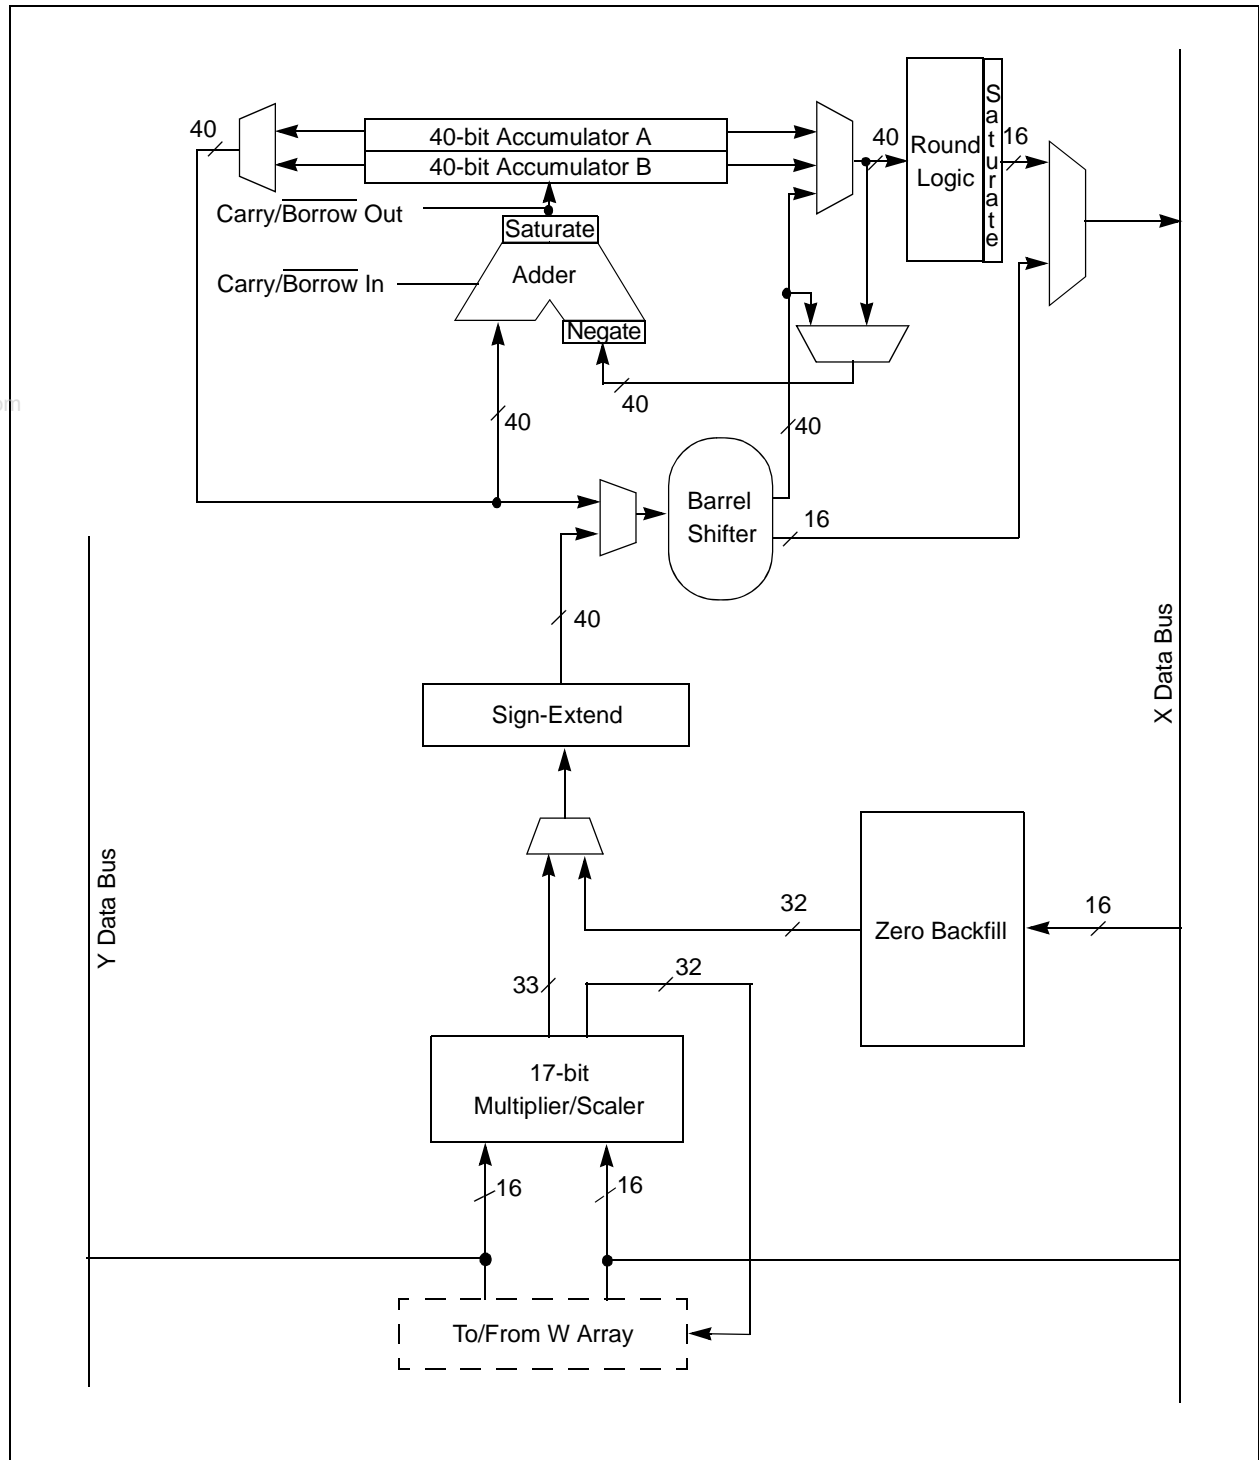 40
40-bit Accumulator A
40-bit Accumulator B
40
Round
Logic
Saturate
16
Carry/Borrow Out
Saturate
Carry/Borrow In
Adder
Negate
40
40
40
om
Barrel
Shifter
16
40
Sign-Extend
X Data Bus
Y Data Bus
32
Zero Backfill
16
33
32
17-bit
Multiplier/Scaler
16
16
To/From W Array